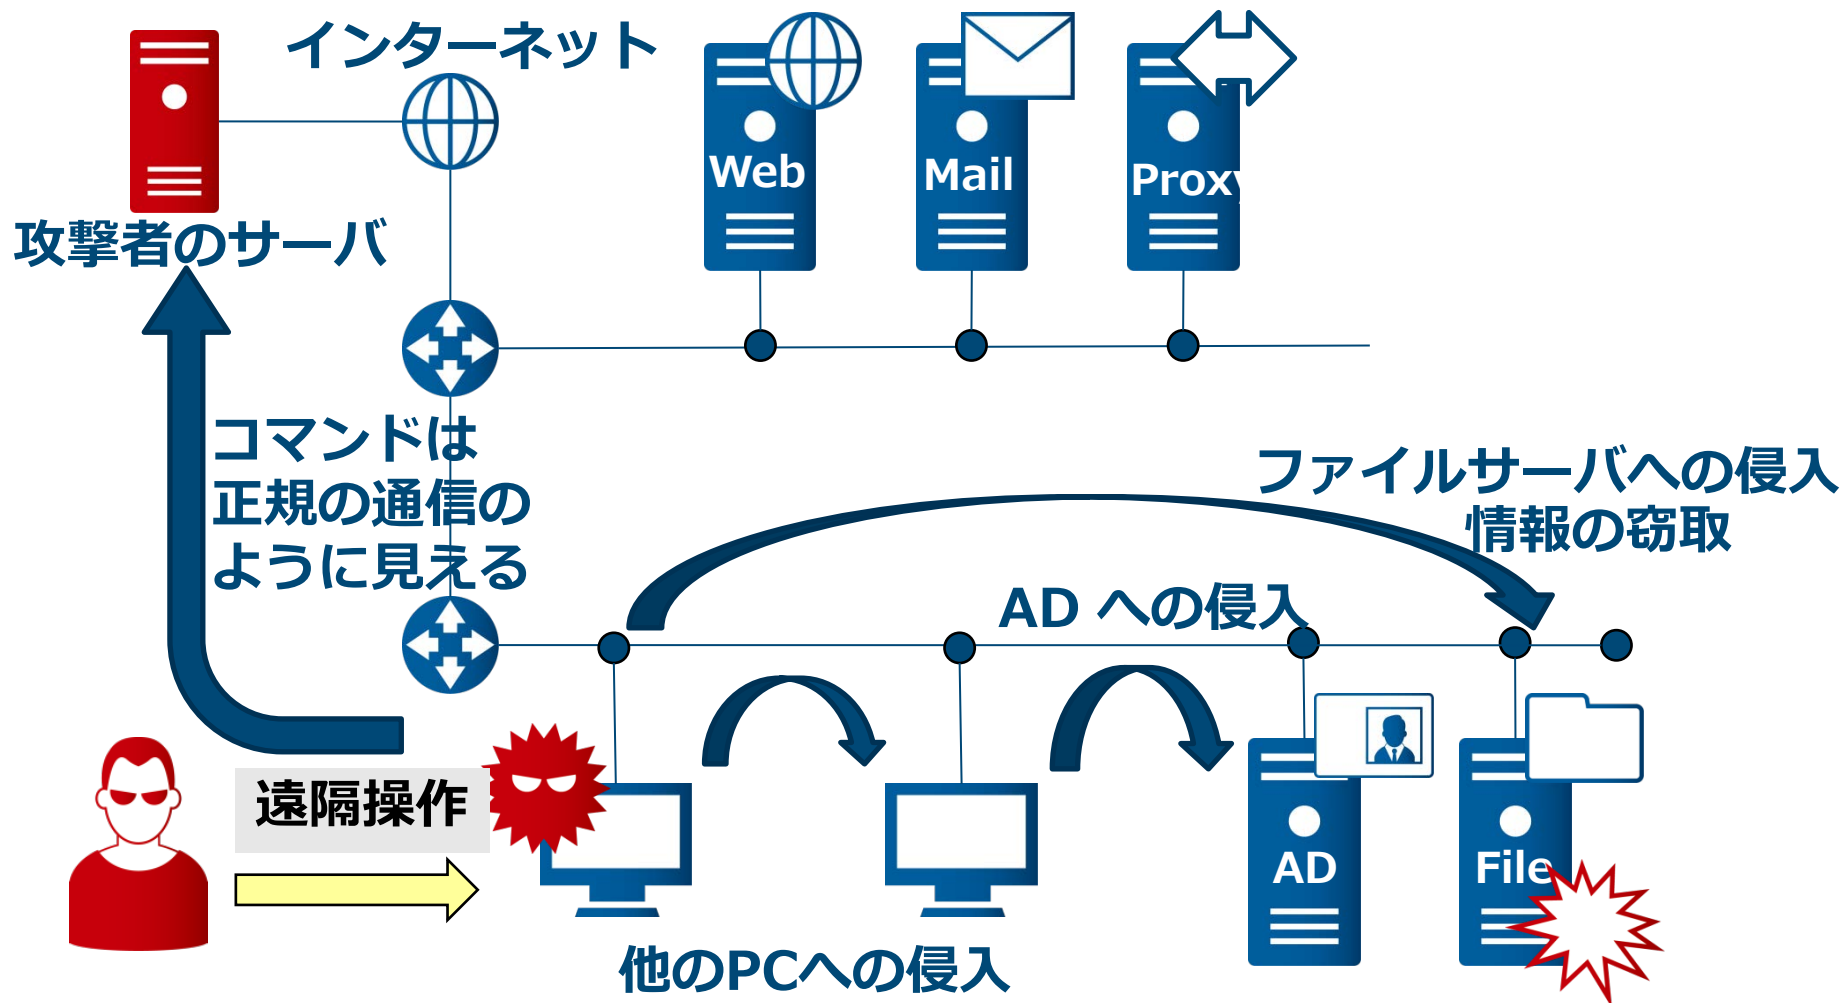 インターネット
Web
Mail
Proxy
攻撃者のサーバ
コマンドは
正規の通信の
ように見える
ファイルサーバへの侵入
情報の窃取
AD への侵入
遠隔操作
AD
File
他のPCへの侵入